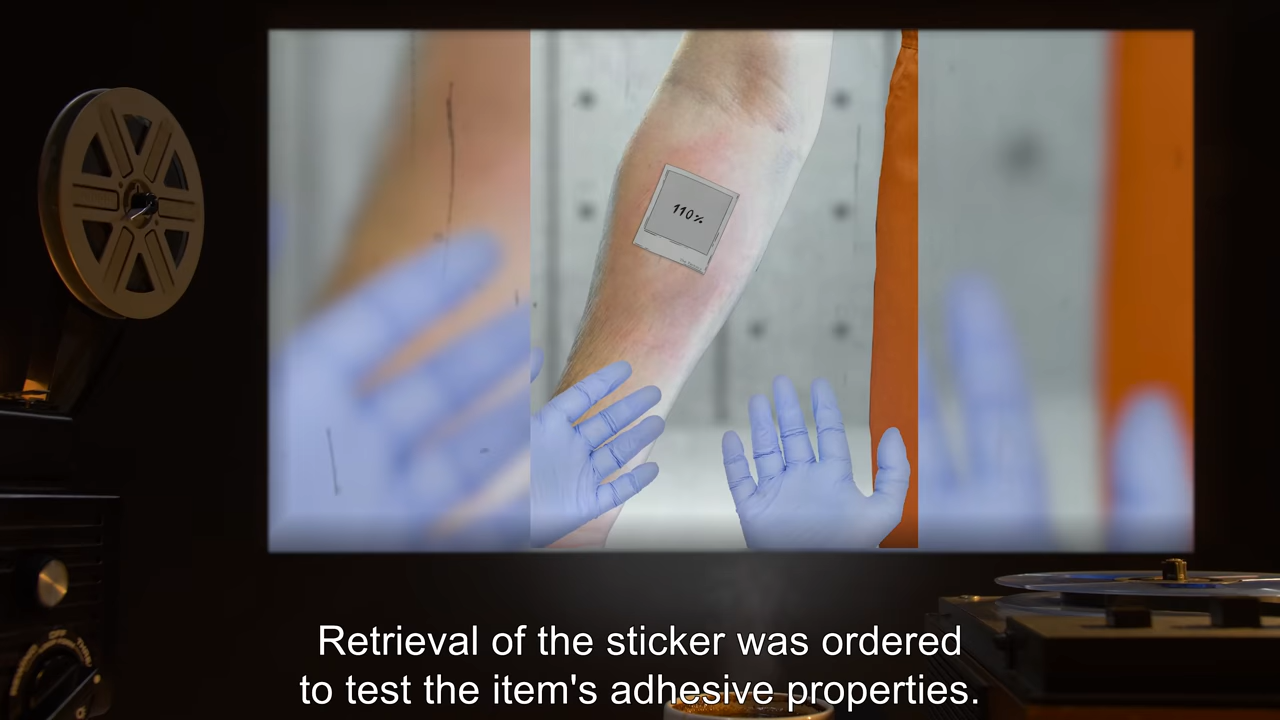 110%
Retrieval of the sticker was ordered
to test the item's adhesive properties.